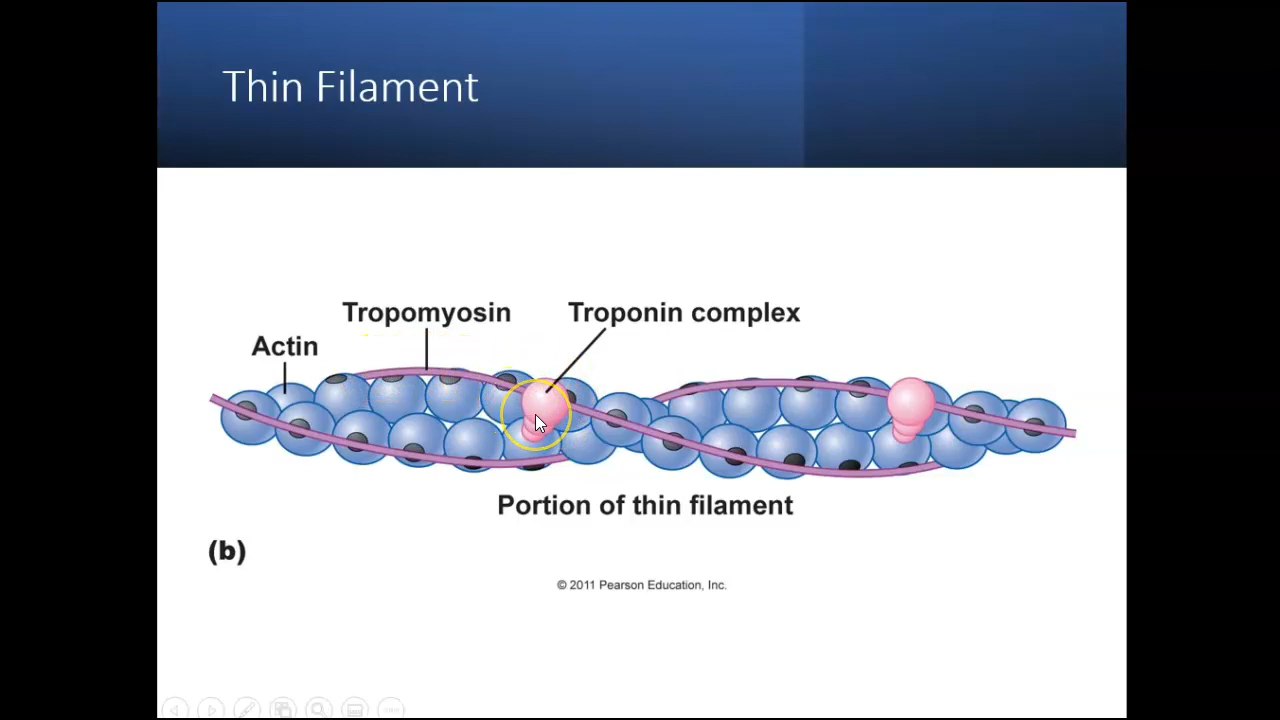 Thin Filament
Tropomyosin
Troponin complex
Actin
Portion of thin filament
(b)
© 2011 Pearson Education, Inc.